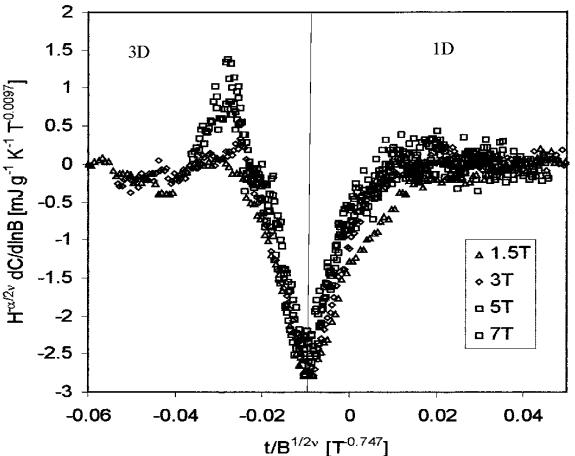 3D
1D
H^-α/2ν dC/dlnB [mJ g^-1 K^-1 T^-0.0097]
2
1.5
1
0.5
0
-0.5
-1
-1.5
-2
-2.5
-3
1.5T
3T
5T
7T
-0.06 -0.04 -0.02 0 0.02 0.04
t/B^1/2ν [T^-0.747]